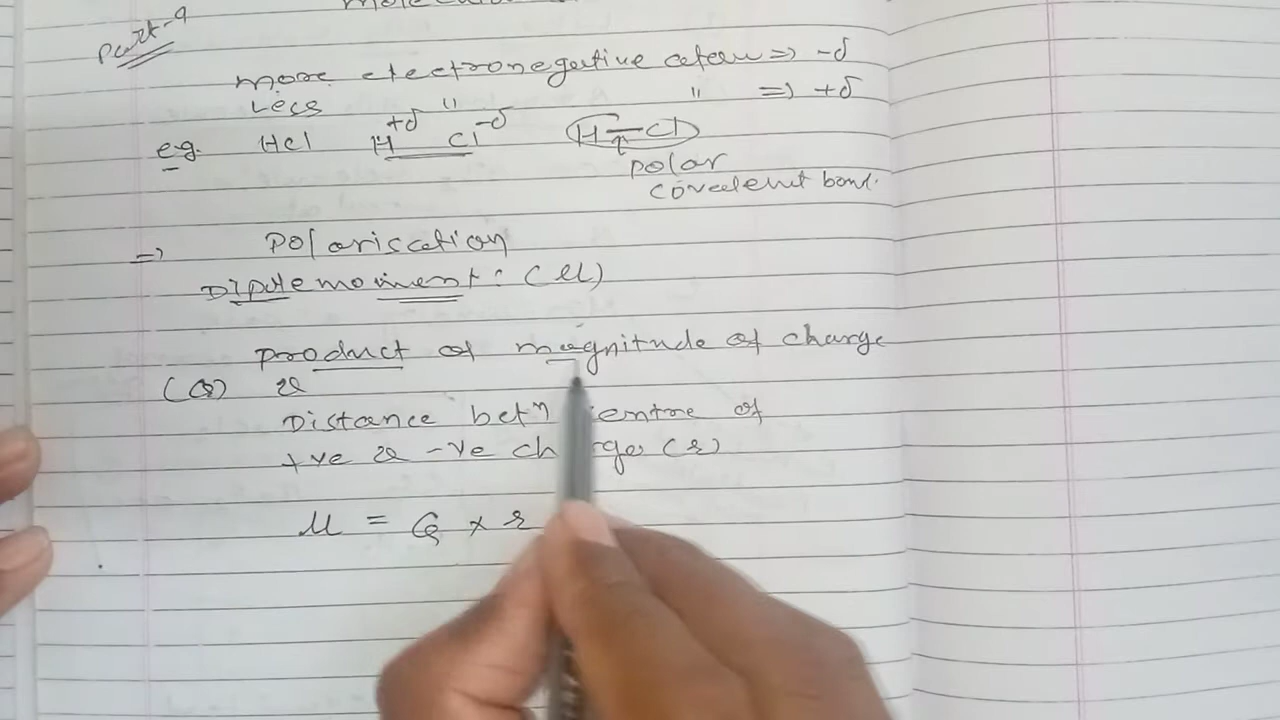 Part-9
more electronegative atom => -δ
Less " " => +δ
e.g. HCl H+δ Cl-δ H-Cl
polar
covalent bond.
=> Polarisation
Dipole moment : (μ)
product of magnitude of charge
(Q) &
Distance betn centre of
+ve & -ve charge (r)
μ = Q × r